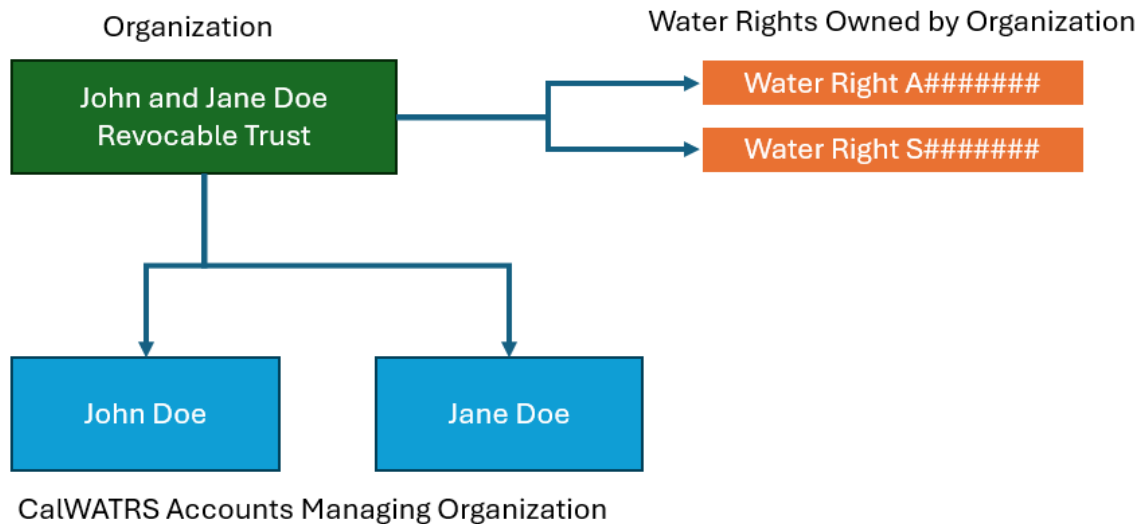 Organization
Water Rights Owned by Organization
John and Jane Doe
Revocable Trust
Water Right A#######
Water Right S#######
John Doe
Jane Doe
CalWATRS Accounts Managing Organization